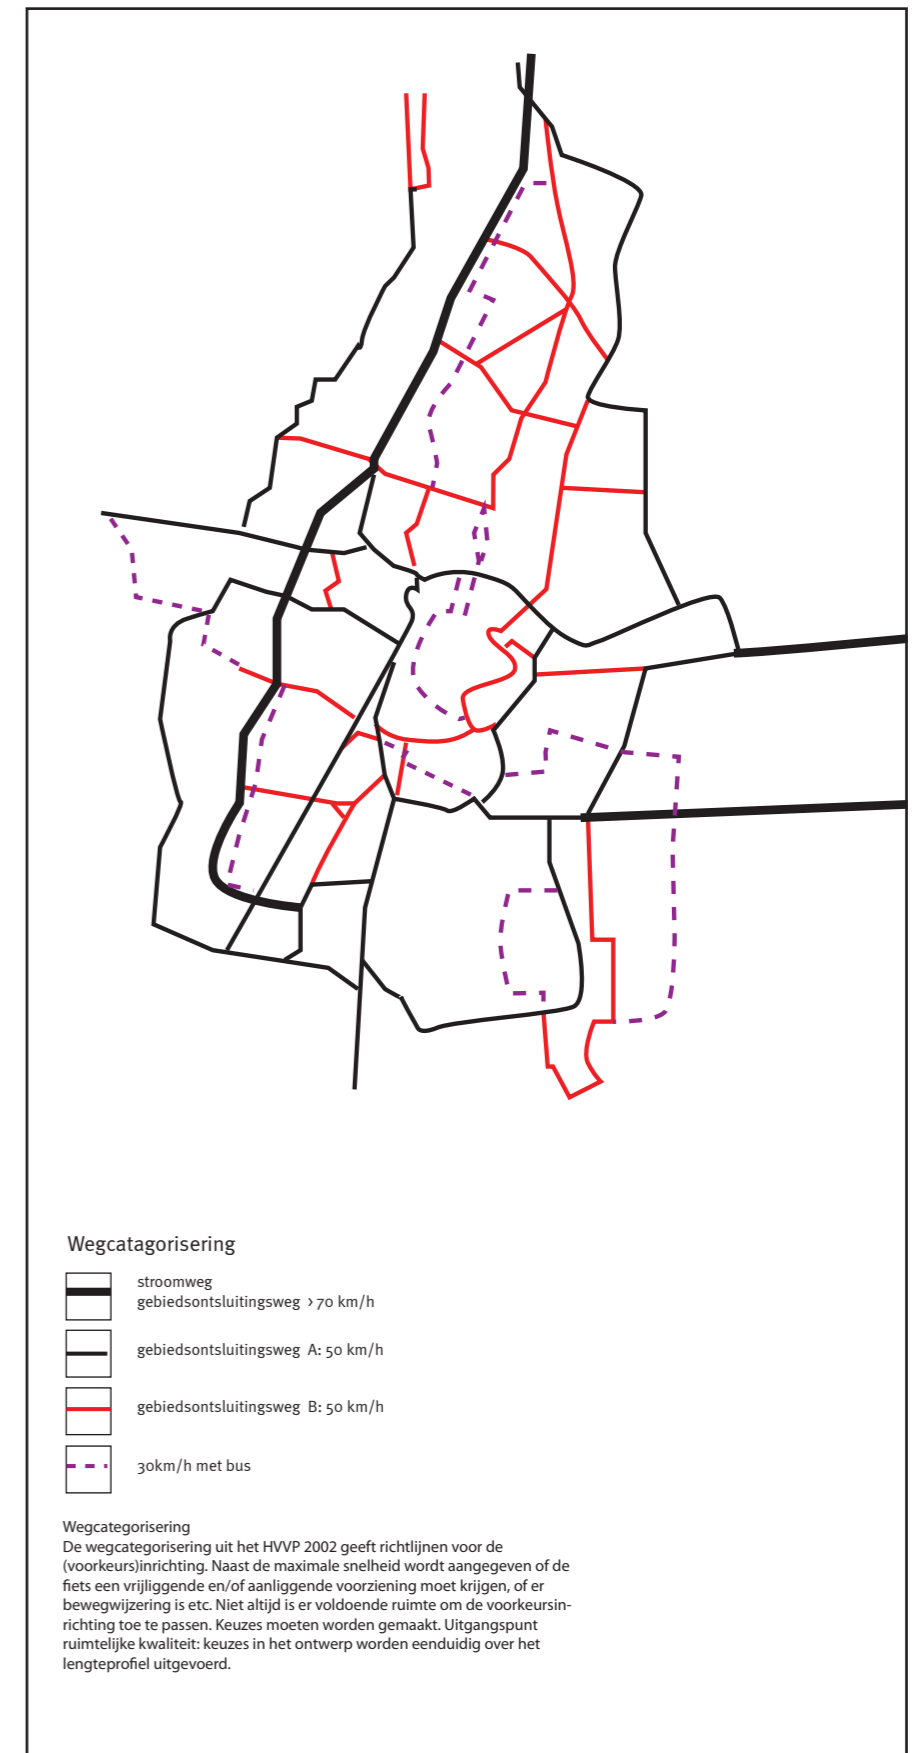 Wegcatagorisering
stroomweg
gebiedsontsluitingsweg > 70 km/h
gebiedsontsluitingsweg A: 50 km/h
gebiedsontsluitingsweg B: 50 km/h
30km/h met bus
Wegcategorisering
De wegcategorisering uit het HVVP 2002 geeft richtlijnen voor de
(voorkeurs)inrichting. Naast de maximale snelheid wordt aangegeven of de
fiets een vrijliggende en/of aanliggende voorziening moet krijgen, of er
bewegwijzering is etc. Niet altijd is er voldoende ruimte om de voorkeursin-
richting toe te passen. Keuzes moeten worden gemaakt. Uitgangspunt
ruimtelijke kwaliteit: keuzes in het ontwerp worden eenduidig over het
lengteprofiel uitgevoerd.